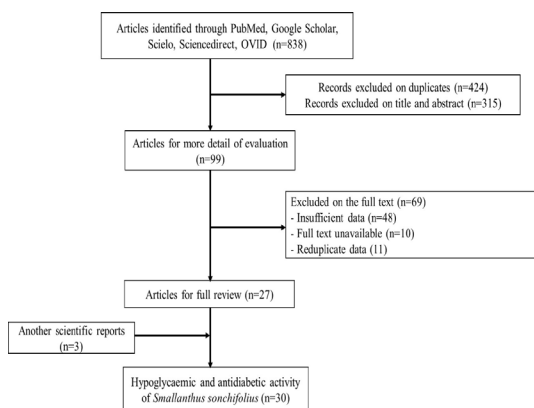 Articles identified through PubMed, Google Scholar,
Scielo, Sciencedirect, OVID (n=838)
Records excluded on duplicates (n=424)
Records excluded on title and abstract (n=315)
Articles for more detail of evaluation
(n=99)
Excluded on the full text (n=69)
- Insufficient data (n=48)
- Full text unavailable (n=10)
- Reduplicate data (11)
Articles for full review (n=27)
Another scientific reports
(n=3)
Hypoglycaemic and antidiabetic activity
of Smallanthus sonchifolius (n=30)